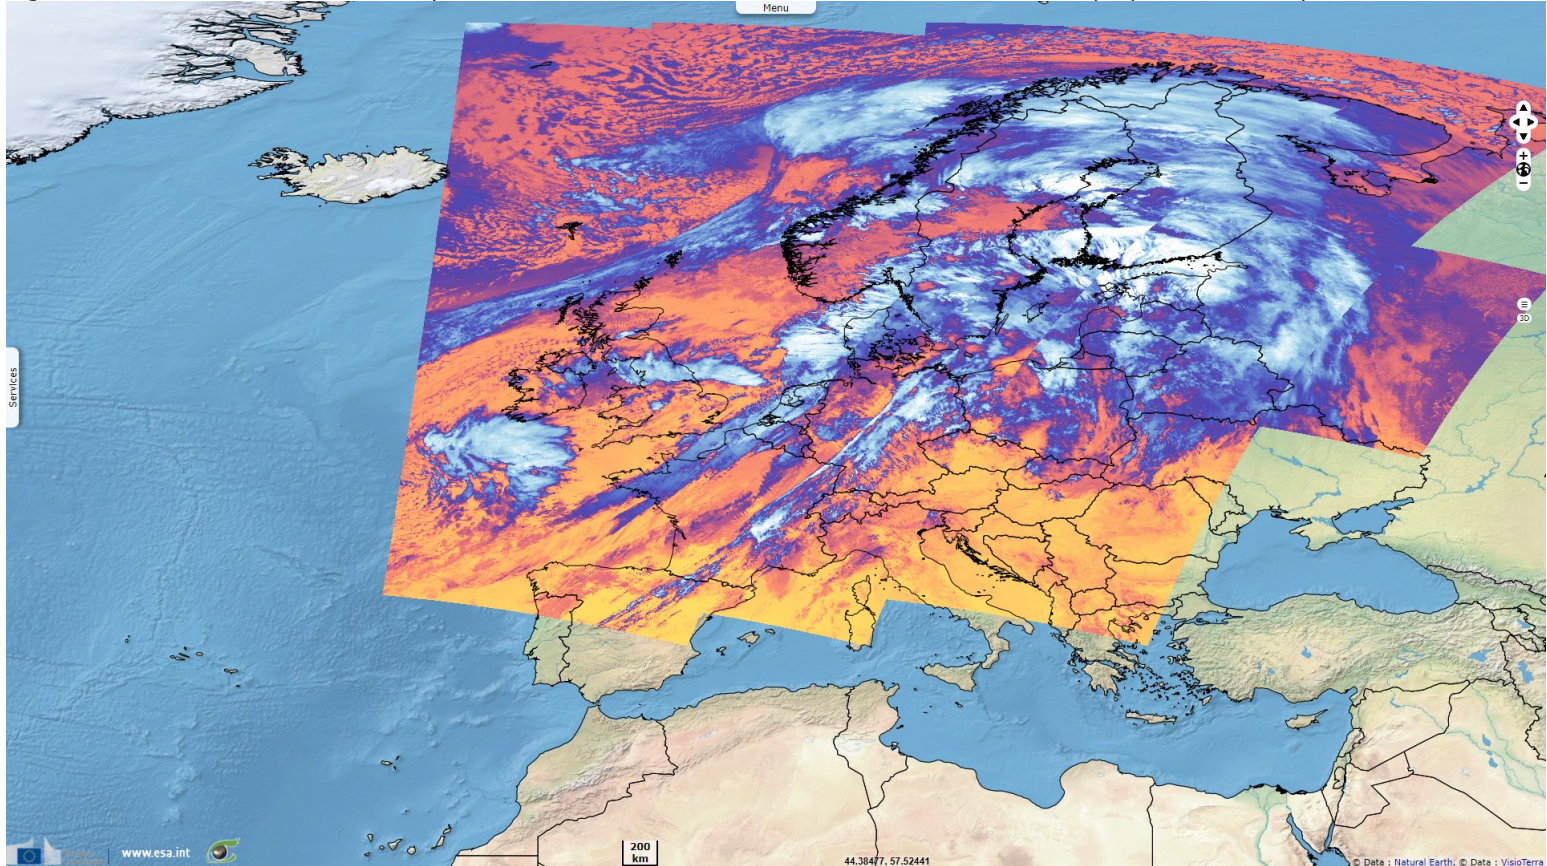 Menu
Services
3D
www.esa.int
200
km
44.38477, 57.52441
© Data : Natural Earth, © Data : VisioTerra